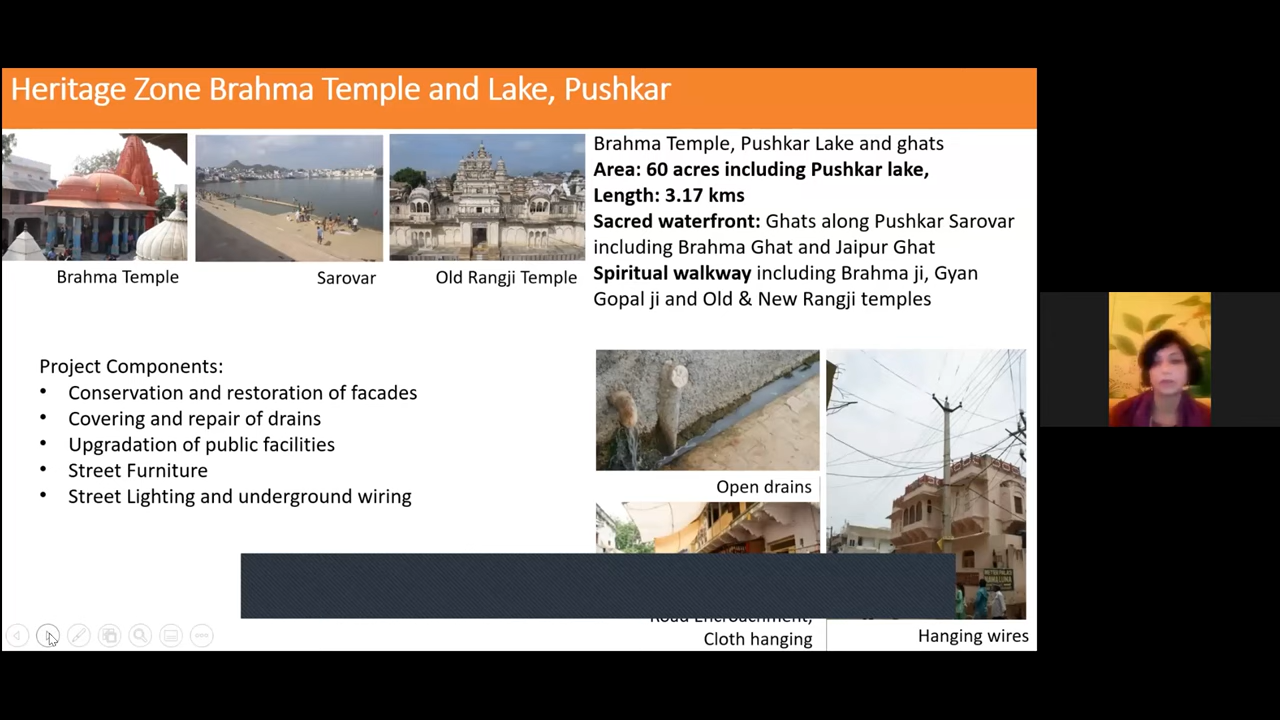 Heritage Zone Brahma Temple and Lake, Pushkar
Brahma Temple
Sarovar
Old Rangji Temple
Brahma Temple, Pushkar Lake and ghats
Area: 60 acres including Pushkar lake,
Length: 3.17 kms
Sacred waterfront: Ghats along Pushkar Sarovar
including Brahma Ghat and Jaipur Ghat
Spiritual walkway including Brahma ji, Gyan
Gopal ji and Old & New Rangji temples
Project Components:
• Conservation and restoration of facades
• Covering and repair of drains
• Upgradation of public facilities
• Street Furniture
• Street Lighting and underground wiring
Open drains
Road Encroachment,
Cloth hanging
Hanging wires